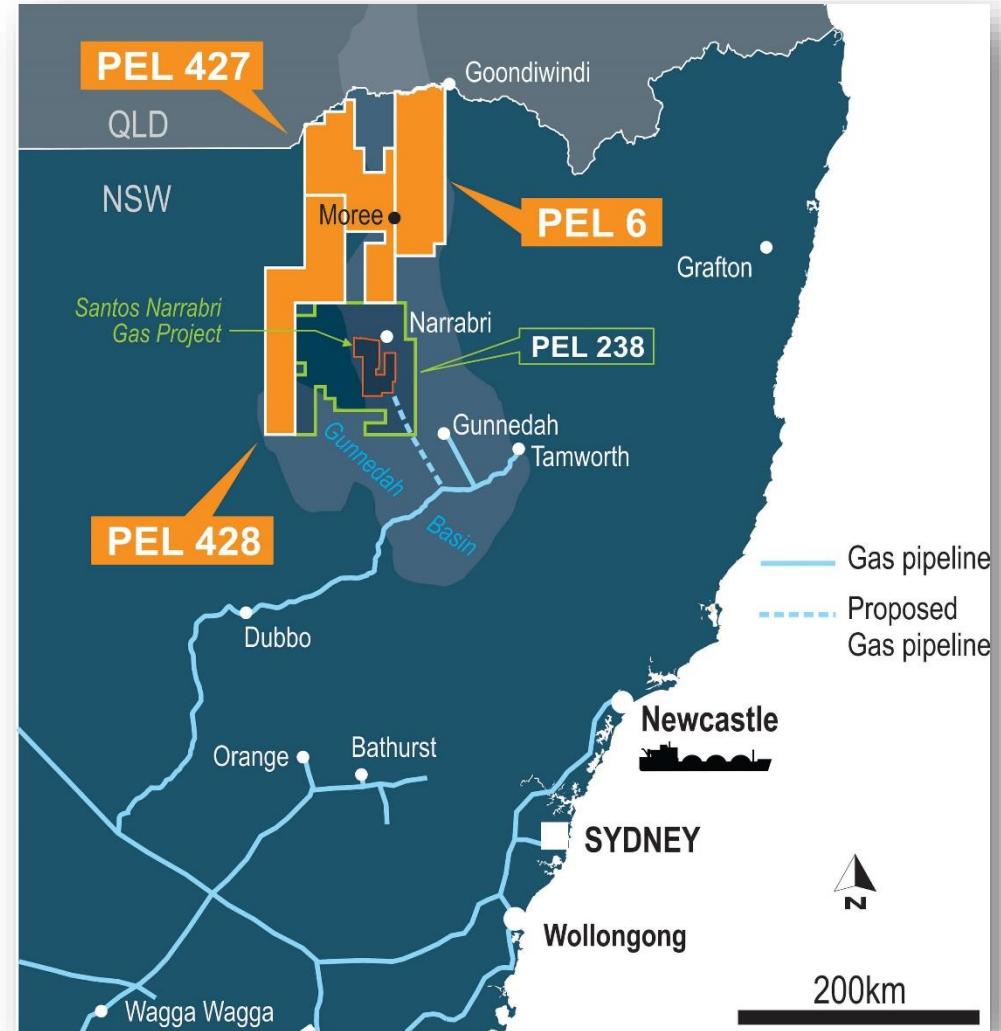 PEL 427
Goondiwindi
QLD
NSW
Moree
PEL 6
Grafton
Santos Narrabri
Gas Project
Narrabri
PEL 238
Gunnedah
Tamworth
Gunnedah
Basin
PEL 428
Gas pipeline
Proposed
Gas pipeline
Dubbo
Newcastle
Orange
Bathurst
SYDNEY
N
Wollongong
200km
Wagga Wagga